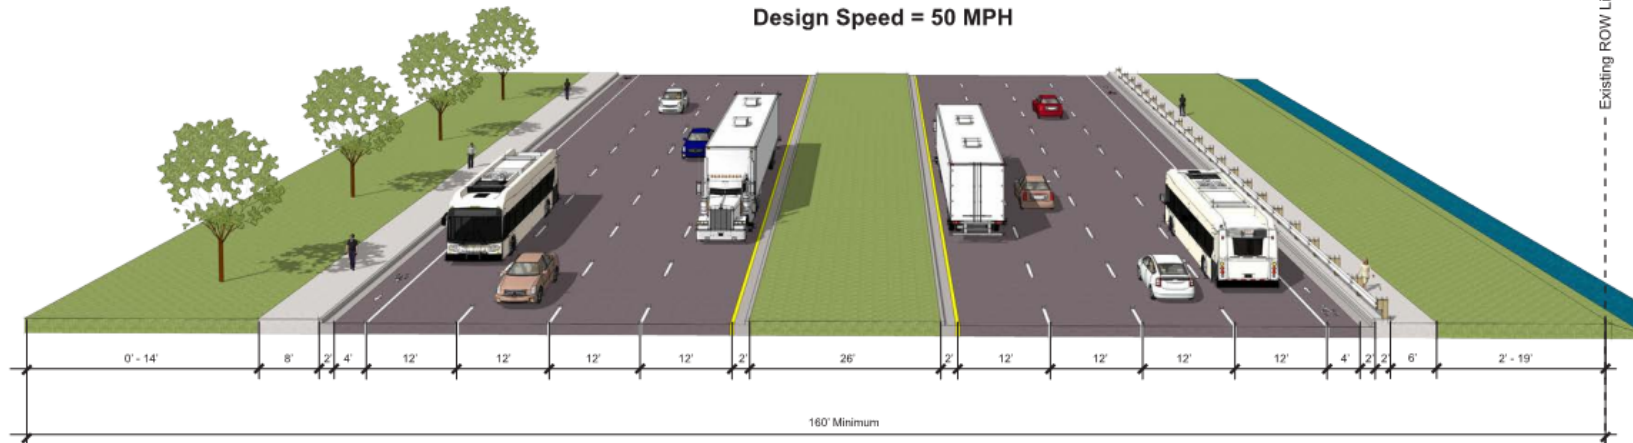 Design Speed = 50 MPH
Existing ROW Li
0' - 14' 8' 2' 4' 12' 12' 12' 12' 2' 26' 2' 12' 12' 12' 12' 4' 2' 2' 6' 2' - 19'
160' Minimum